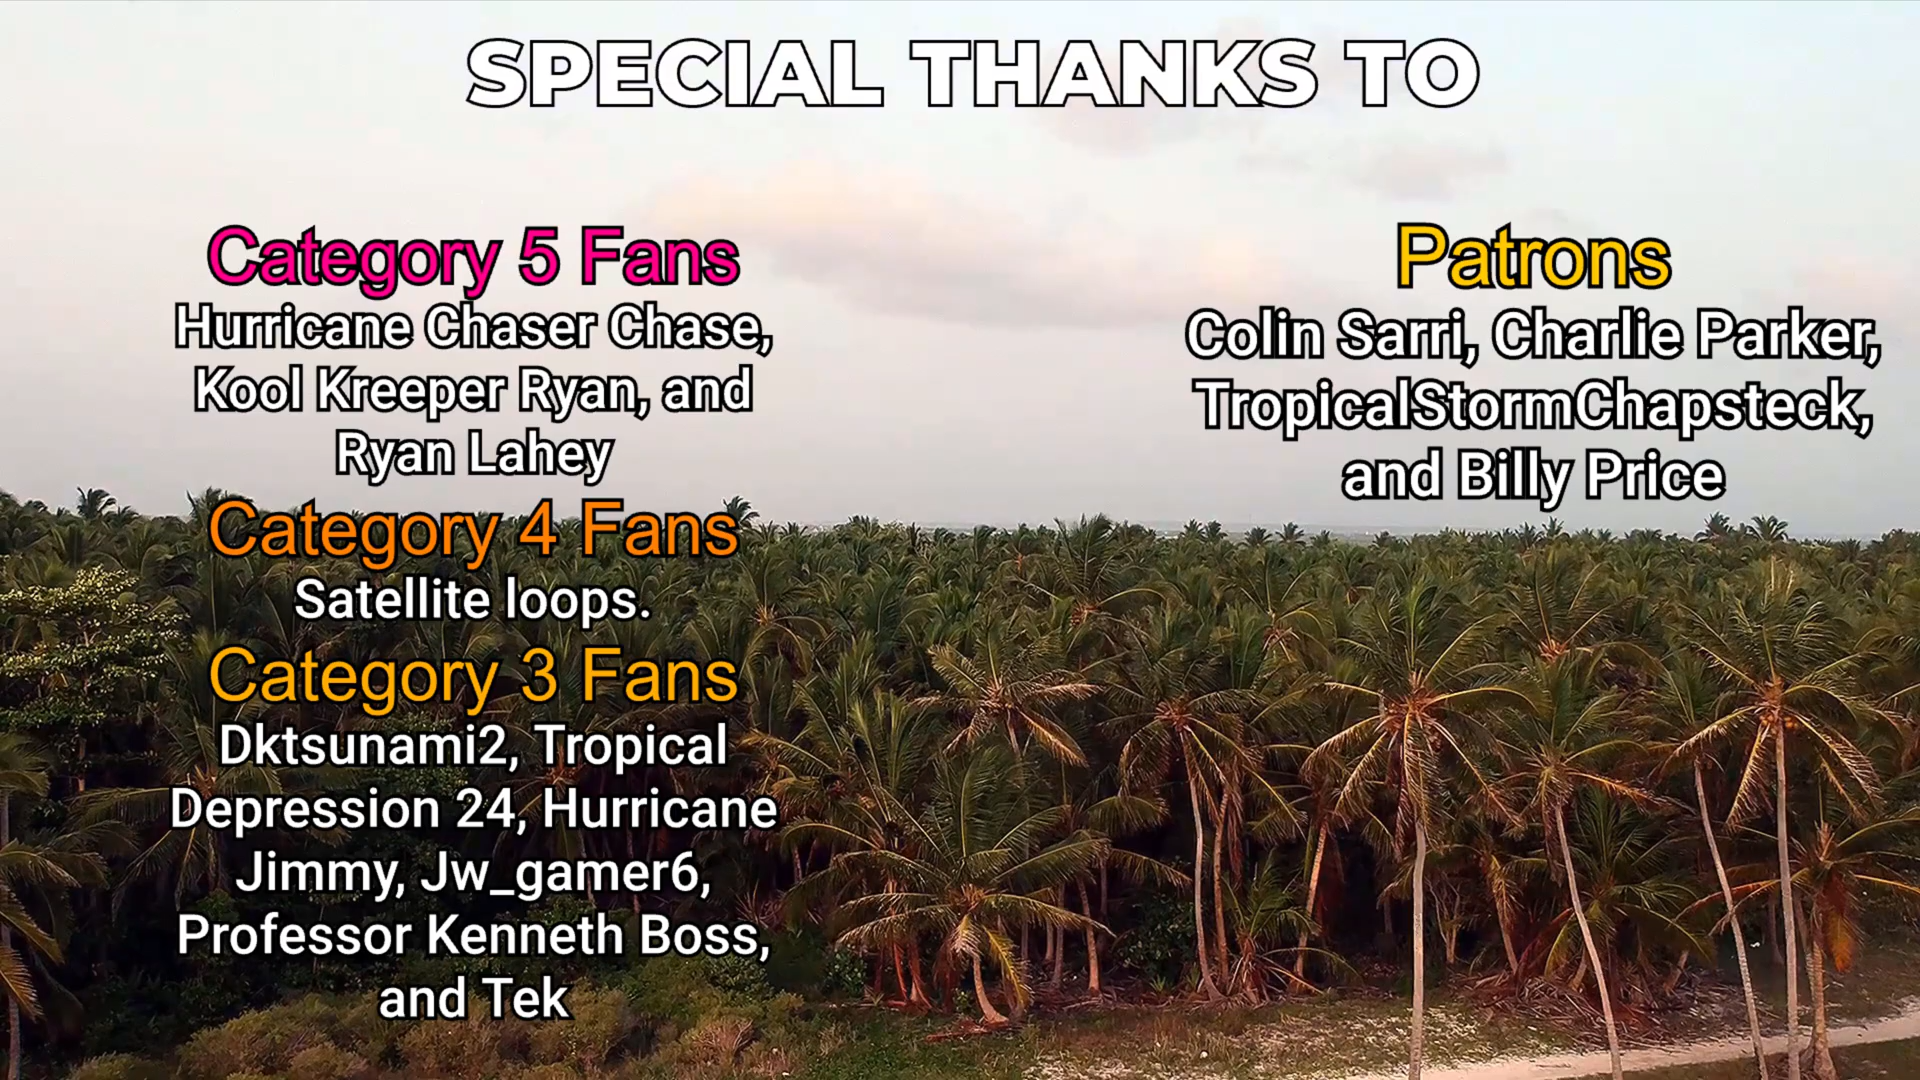 SPECIAL THANKS TO
Category 5 Fans
Hurricane Chaser Chase,
Kool Kreeper Ryan, and
Ryan Lahey
Category 4 Fans
Satellite loops.
Category 3 Fans
Dktsunami2, Tropical
Depression 24, Hurricane
Jimmy, Jw_gamer6,
Professor Kenneth Boss,
and Tek
Patrons
Colin Sarri, Charlie Parker,
TropicalStormChapsteck,
and Billy Price